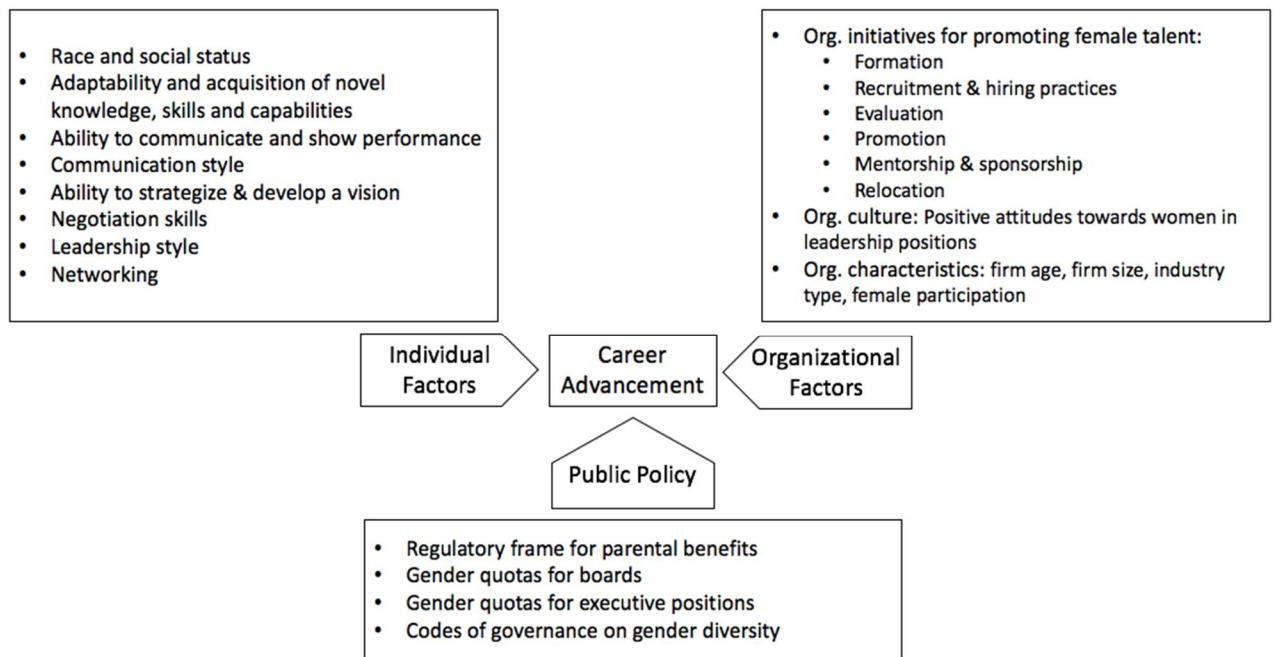 • Race and social status
• Adaptability and acquisition of novel
knowledge, skills and capabilities
• Ability to communicate and show performance
• Communication style
• Ability to strategize & develop a vision
• Negotiation skills
• Leadership style
• Networking
• Org. initiatives for promoting female talent:
• Formation
• Recruitment & hiring practices
• Evaluation
• Promotion
• Mentorship & sponsorship
• Relocation
• Org. culture: Positive attitudes towards women in
leadership positions
• Org. characteristics: firm age, firm size, industry
type, female participation
Individual
Factors
Career
Advancement
Organizational
Factors
Public Policy
• Regulatory frame for parental benefits
• Gender quotas for boards
• Gender quotas for executive positions
• Codes of governance on gender diversity